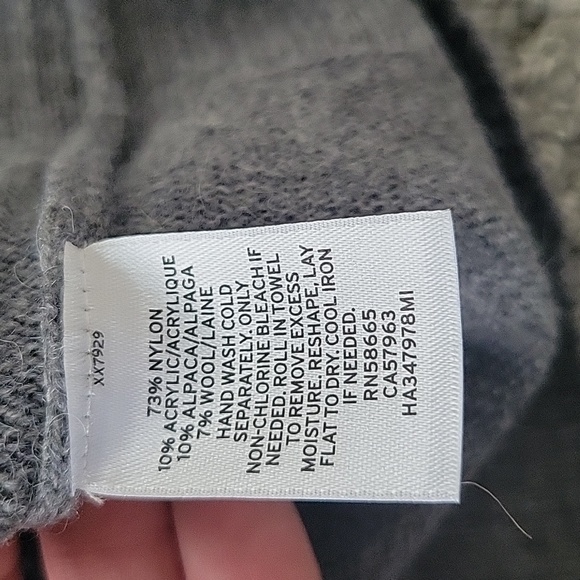 XX7929
73% NYLON
10% ACRYLIC/ACRYLIQUE
10% ALPACA/ALPAGA
7% WOOL/LAINE
HAND WASH COLD
SEPARATELY. ONLY
NON-CHLORINE BLEACH IF
NEEDED. ROLL IN TOWEL
TO REMOVE EXCESS
MOISTURE. RESHAPE, LAY
FLAT TO DRY. COOL IRON
IF NEEDED.
RN58665
CA57963
HA347978MI